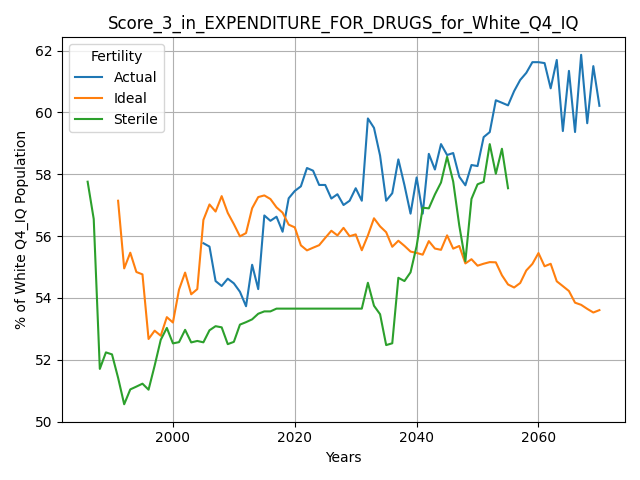 Score_3_in_EXPENDITURE_FOR_DRUGS_for_White_Q4_IQ
% of White Q4_IQ Population
62
60
58
56
54
52
50
Fertility
Actual
Ideal
Sterile
2000 2020 2040 2060
Years